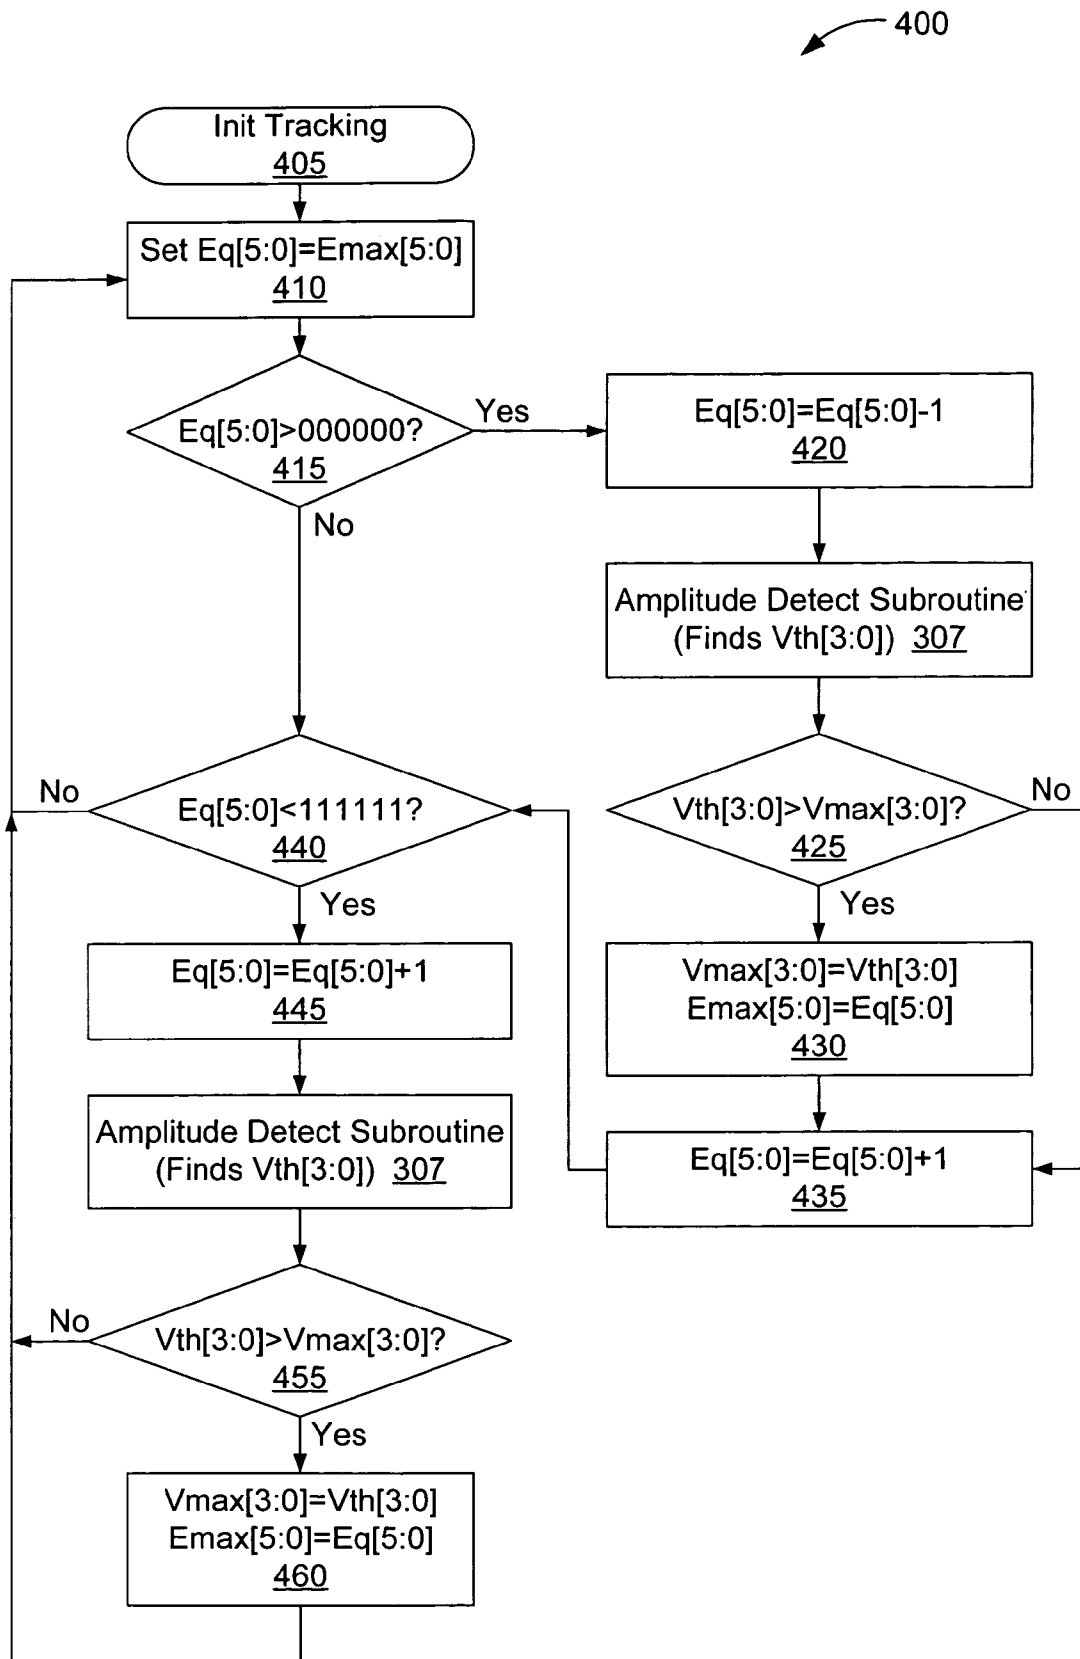 400
Init Tracking
405
Set Eq[5:0]=Emax[5:0]
410
Eq[5:0]>000000?
415
Yes
No
Eq[5:0]=Eq[5:0]-1
420
Amplitude Detect Subroutine
(Finds Vth[3:0]) 307
Vth[3:0]>Vmax[3:0]?
425
No
Yes
Vmax[3:0]=Vth[3:0]
Emax[5:0]=Eq[5:0]
430
Eq[5:0]=Eq[5:0]+1
435
No
Eq[5:0]<111111?
440
Yes
Eq[5:0]=Eq[5:0]+1
445
Amplitude Detect Subroutine
(Finds Vth[3:0]) 307
No
Vth[3:0]>Vmax[3:0]?
455
Yes
Vmax[3:0]=Vth[3:0]
Emax[5:0]=Eq[5:0]
460